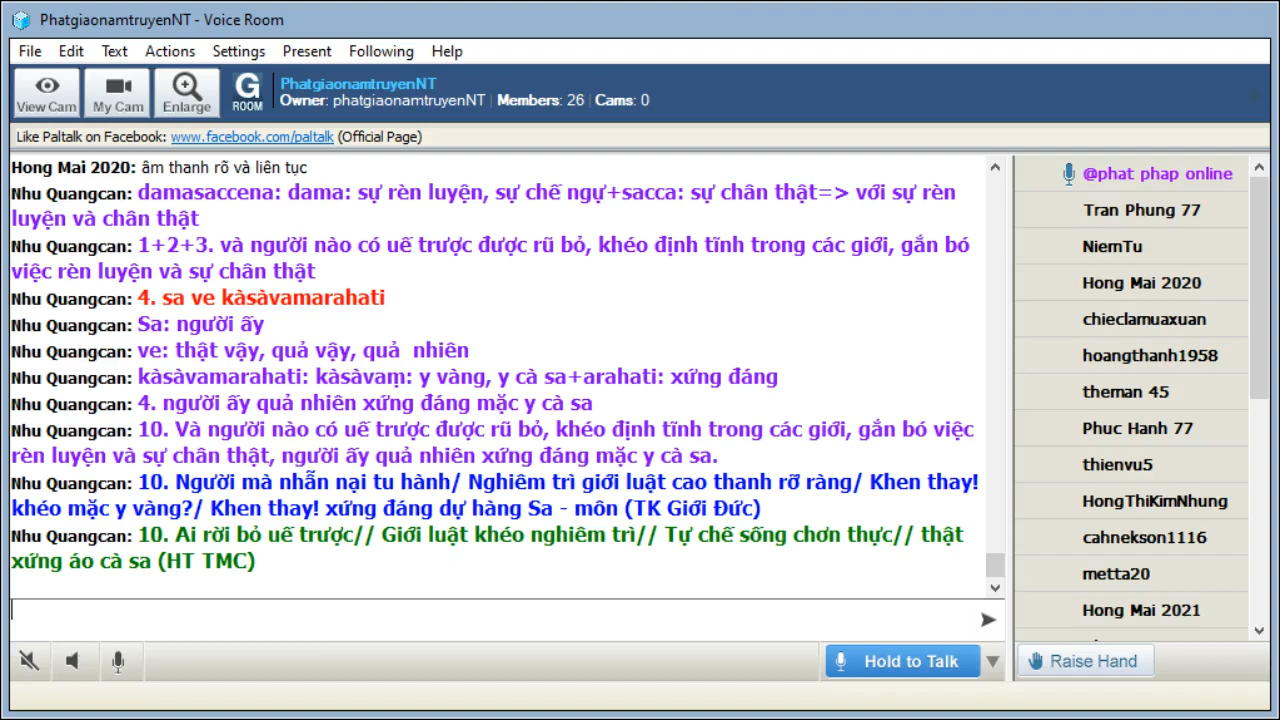 PhatgiaonamtruyenNT - Voice Room
File Edit Text Actions Settings Present Following Help
View Cam My Cam Enlarge G ROOM
PhatgiaonamtruyenNT
Owner: phatgiaonamtruyenNT | Members: 26 | Cams: 0
Like Paltalk on Facebook: www.facebook.com/paltalk (Official Page)
Hong Mai 2020: âm thanh rõ và liên tục
Nhu Quangcan: damasaccena: dama: sự rèn luyện, sự chế ngự+sacca: sự chân thật=> với sự rèn
luyện và chân thật
Nhu Quangcan: 1+2+3. và người nào có uế trược được rũ bỏ, khéo định tĩnh trong các giới, gắn bó
việc rèn luyện và sự chân thật
Nhu Quangcan: 4. sa ve kàsàvamarahati
Nhu Quangcan: Sa: người ấy
Nhu Quangcan: ve: thật vậy, quả vậy, quả nhiên
Nhu Quangcan: kàsàvamarahati: kàsàvaṃ: y vàng, y cà sa+arahati: xứng đáng
Nhu Quangcan: 4. người ấy quả nhiên xứng đáng mặc y cà sa
Nhu Quangcan: 10. Và người nào có uế trược được rũ bỏ, khéo định tĩnh trong các giới, gắn bó việc
rèn luyện và sự chân thật, người ấy quả nhiên xứng đáng mặc y cà sa.
Nhu Quangcan: 10. Người mà nhẫn nại tu hành/ Nghiêm trì giới luật cao thanh rỡ ràng/ Khen thay!
khéo mặc y vàng?/ Khen thay! xứng đáng dự hàng Sa - môn (TK Giới Đức)
Nhu Quangcan: 10. Ai rời bỏ uế trược// Giới luật khéo nghiêm trì// Tự chế sống chơn thực// thật
xứng áo cà sa (HT TMC)
@phat phap online
Tran Phung 77
NiemTu
Hong Mai 2020
chieclamuaxuan
hoangthanh1958
theman 45
Phuc Hanh 77
thienvu5
HongThiKimNhung
cahnekson1116
metta20
Hong Mai 2021
Hold to Talk
Raise Hand